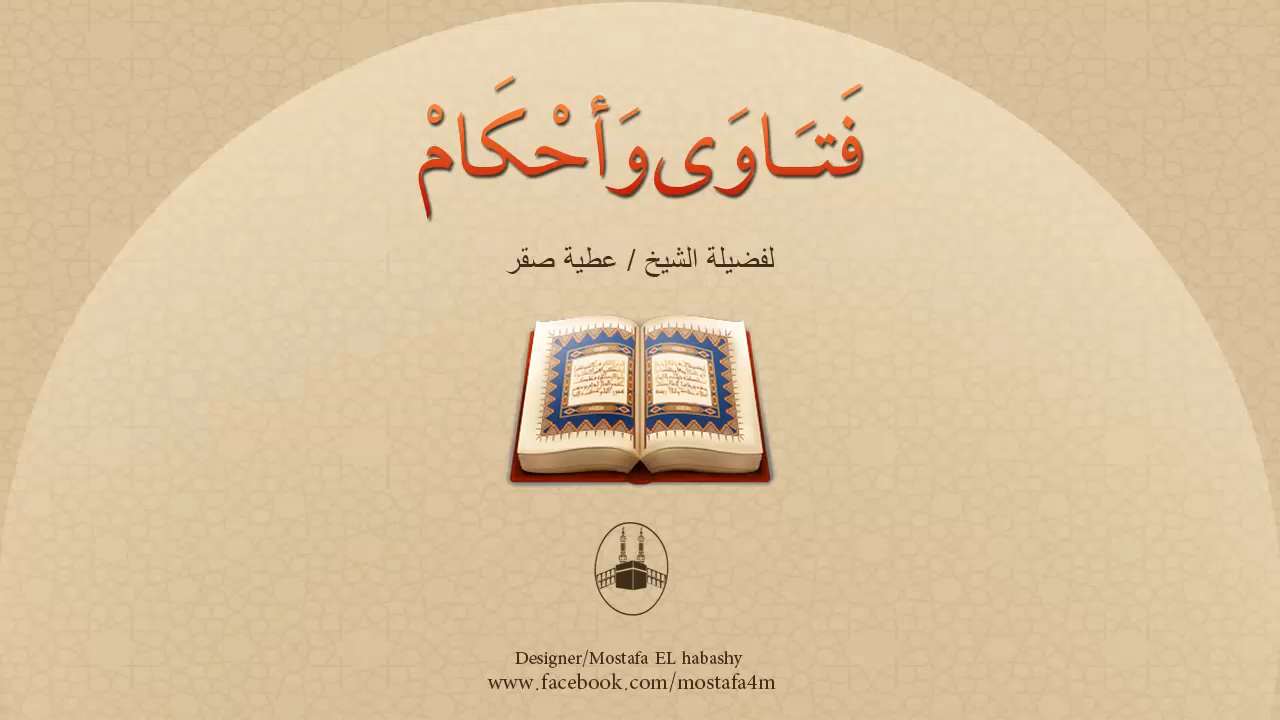 فَتَـاوَى وَأَحْكَامْ
لفضيلة الشيخ / عطية صقر
Designer/Mostafa EL habashy
www.facebook.com/mostafa4m